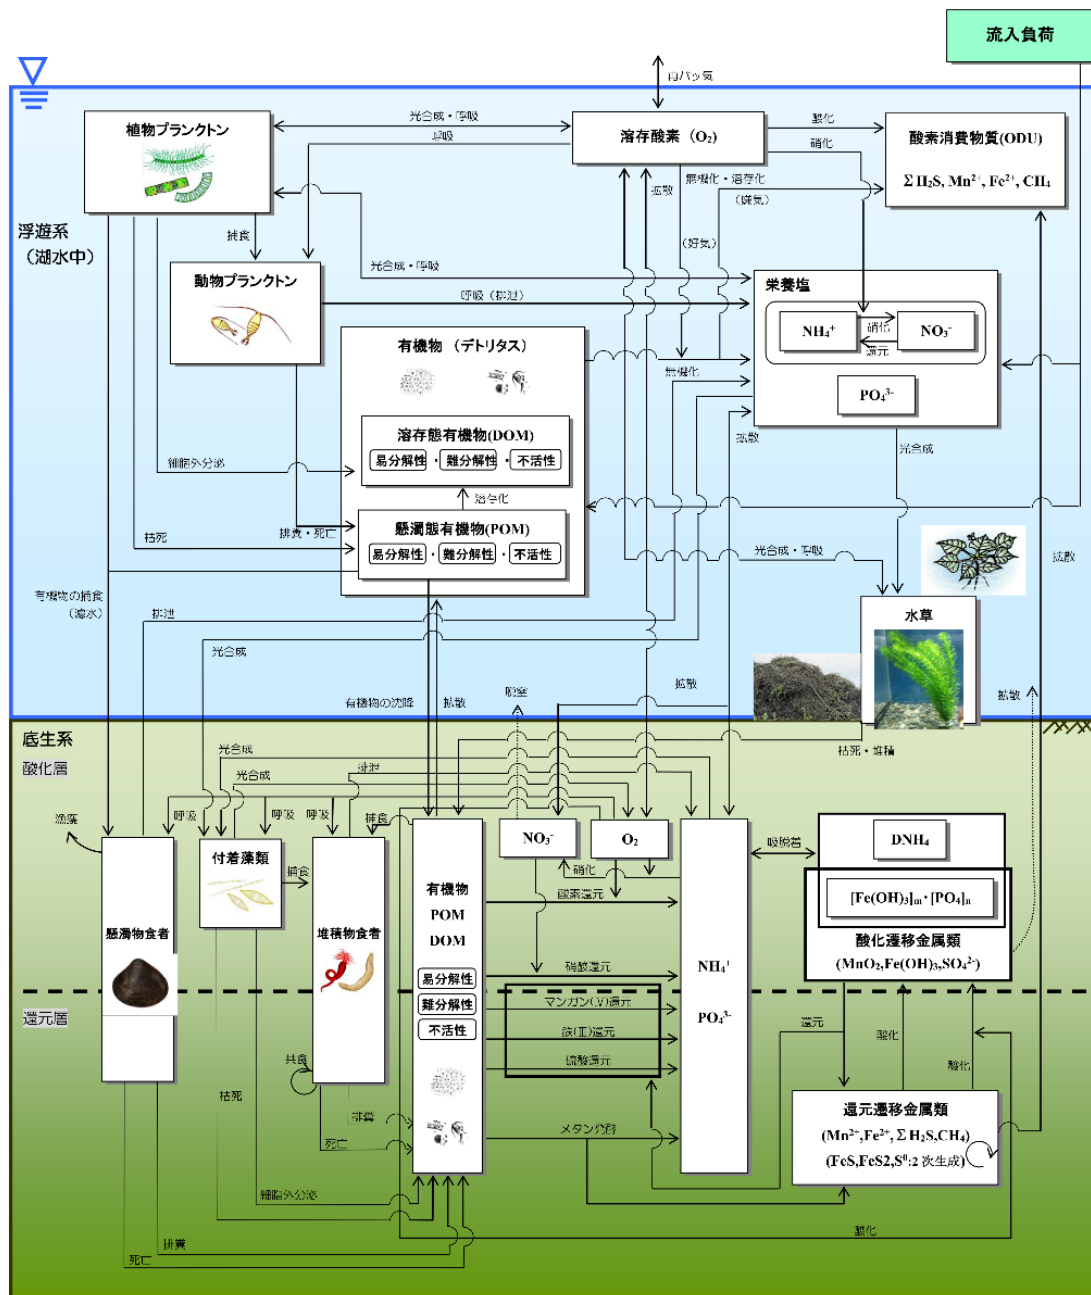 流入負荷
再バッ気
植物プランクトン
光合成・呼吸
呼吸
溶存酸素（O₂）
酸化
硝化
酸素消費物質(ODU)
ΣH₂S, Mn²⁺, Fe²⁺, CH₄
拡散
無機化・溶存化
（嫌気）
（好気）
浮遊系
（湖水中）
捕食
動物プランクトン
光合成・呼吸
呼吸（排泄）
栄養塩
NH₄⁺
硝化
還元
NO₃⁻
PO₄³⁻
有機物 （デトリタス）
無機化
拡散
光合成
溶存態有機物(DOM)
易分解性・難分解性・不活性
細胞外分泌
溶存化
懸濁態有機物(POM)
易分解性・難分解性・不活性
排糞・死亡
枯死
光合成・呼吸
拡散
有機物の捕食
（濾水）
排泄
水草
光合成
有機物の沈降
拡散
脱窒
拡散
拡散
底生系
酸化層
光合成
枯死・堆積
光合成
排泄
漁獲
呼吸
呼吸
呼吸
捕食
NO₃⁻
O₂
吸脱着
DNH₄
付着藻類
捕食
硝化
酸素還元
[Fe(OH)₃]m・[PO₄]n
有機物
POM
DOM
懸濁物食者
堆積物食者
酸化遷移金属類
(MnO₂,Fe(OH)₃,SO₄²⁻)
易分解性
難分解性
不活性
硝酸還元
NH₄⁺
PO₄³⁻
還元層
マンガン(Ⅳ)還元
鉄(Ⅲ)還元
硫酸還元
還元
酸化
酸化
共食
枯死
排糞
死亡
メタン発酵
還元遷移金属類
(Mn²⁺,Fe²⁺,ΣH₂S,CH₄)
(FeS,FeS2,S⁰:2次生成)
細胞外分泌
酸化
排糞
死亡